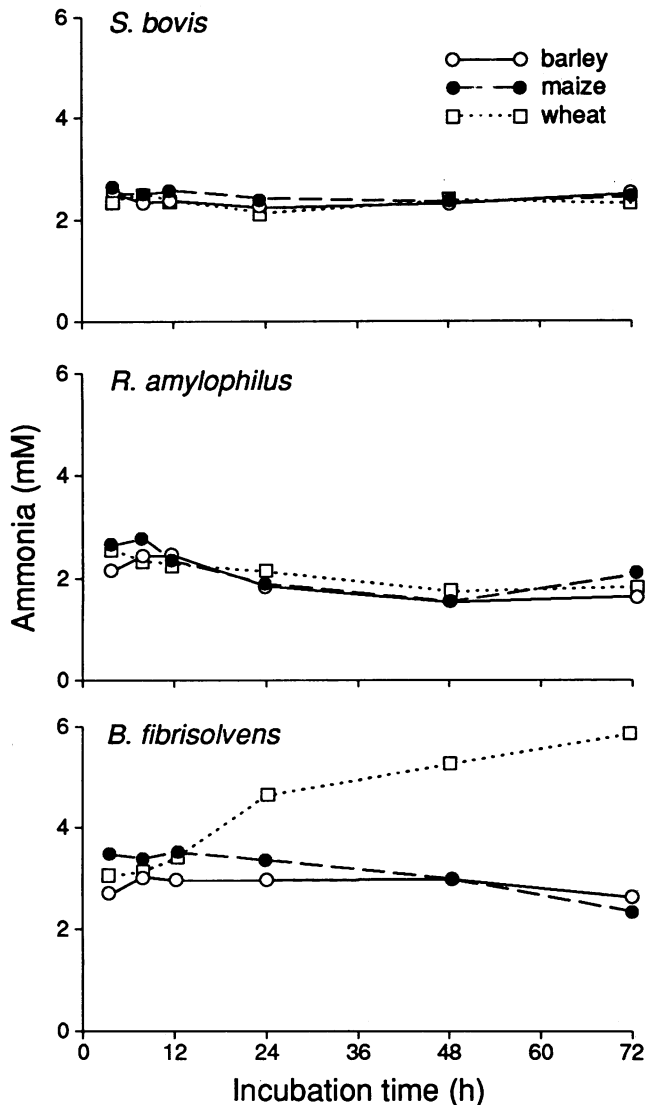 6
S. bovis
barley
maize
wheat
4
2
0
6
R. amylophilus
4
2
0
Ammonia (mM)
6
B. fibrisolvens
4
2
0
0 12 24 36 48 60 72
Incubation time (h)